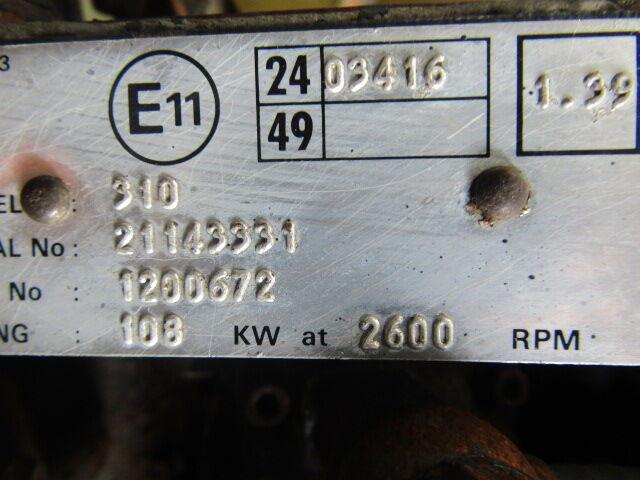 3
E11
24 03416
49
1.39
EL 310
AL No: 21143331
No : 1200672
NG : 108 KW at 2600 RPM